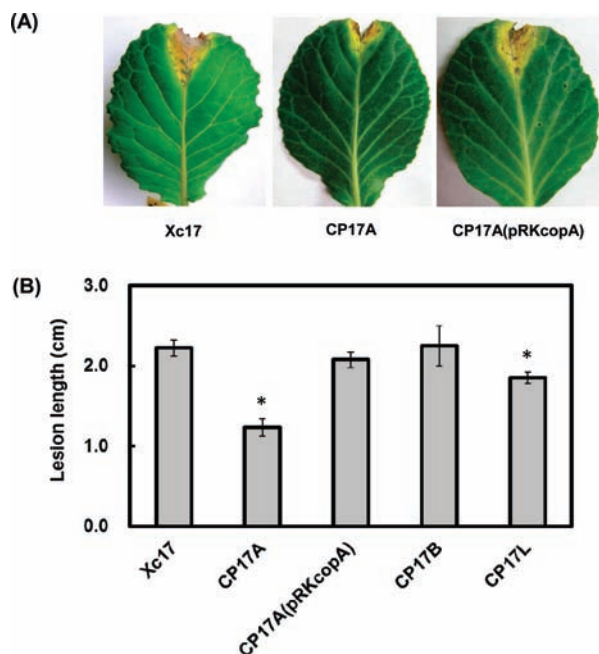 (A)
Xc17 CP17A CP17A(pRKcopA)
(B)
Lesion length (cm)
3.0
2.0
1.0
0.0
* *
Xc17 CP17A CP17A(pRKcopA) CP17B CP17L